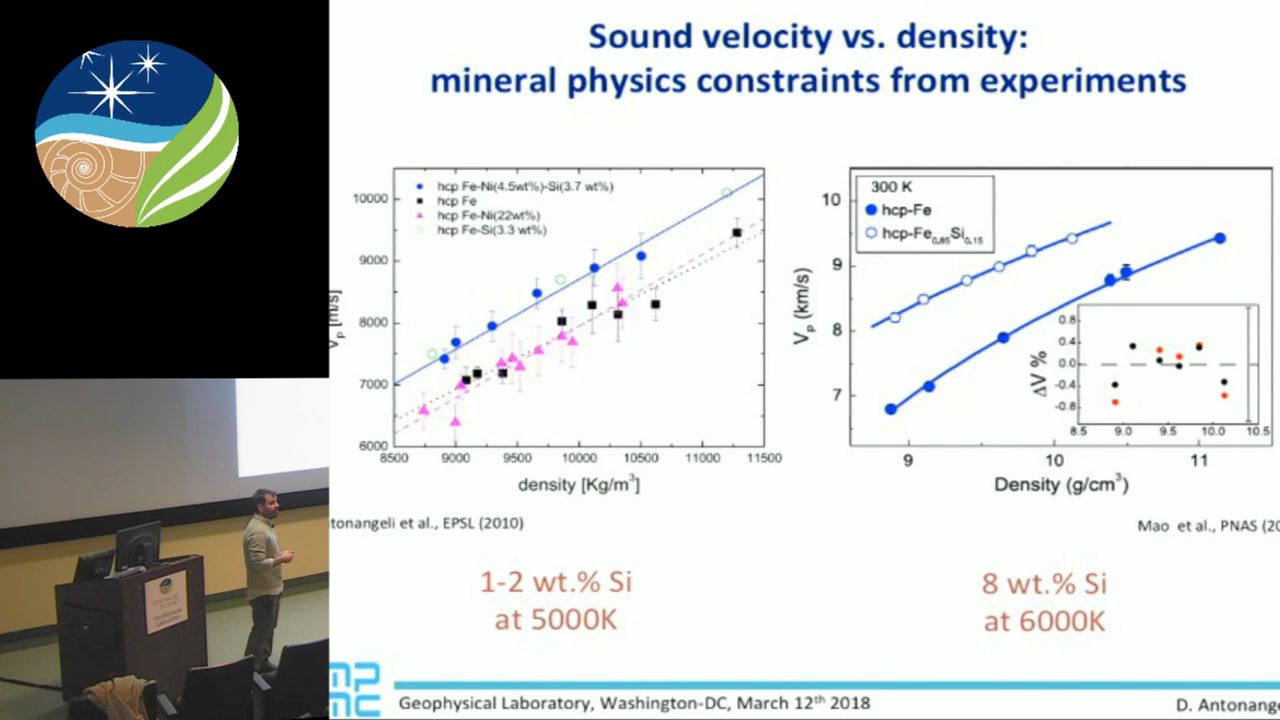 Sound velocity vs. density:
mineral physics constraints from experiments
hcp Fe-Ni(4.5wt%)-Si(3.7 wt%)
hcp Fe
hcp Fe-Ni(22wt%)
hcp Fe-Si(3.3 wt%)
10000
9000
8000
7000
6000
Vp [m/s]
8500 9000 9500 10000 10500 11000 11500
density [Kg/m³]
300 K
hcp-Fe
hcp-Fe0.85Si0.15
10
9
8
7
Vp (km/s)
0.8
0.4
0.0
-0.4
-0.8
ΔV %
8.5 9.0 9.5 10.0 10.5
9 10 11
Density (g/cm³)
tonangeli et al., EPSL (2010)
Mao et al., PNAS (20
1-2 wt.% Si
at 5000K
8 wt.% Si
at 6000K
Geophysical Laboratory, Washington-DC, March 12th 2018
D. Antonange